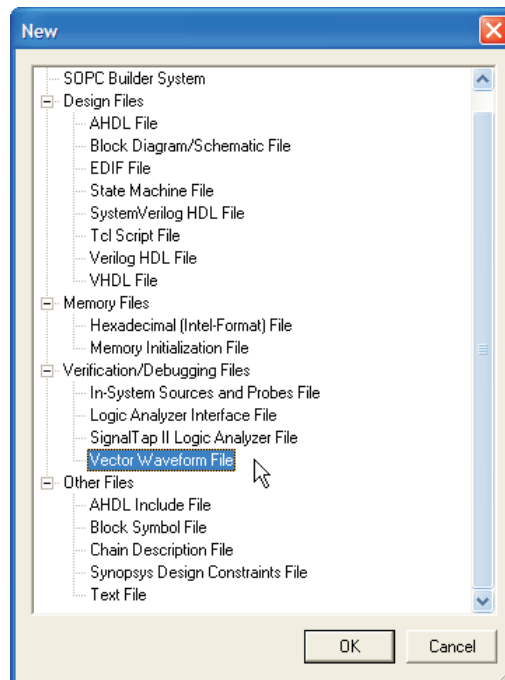 New
SOPC Builder System
Design Files
AHDL File
Block Diagram/Schematic File
EDIF File
State Machine File
SystemVerilog HDL File
Tcl Script File
Verilog HDL File
VHDL File
Memory Files
Hexadecimal (Intel-Format) File
Memory Initialization File
Verification/Debugging Files
In-System Sources and Probes File
Logic Analyzer Interface File
SignalTap II Logic Analyzer File
Vector Waveform File
Other Files
AHDL Include File
Block Symbol File
Chain Description File
Synopsys Design Constraints File
Text File
OK Cancel